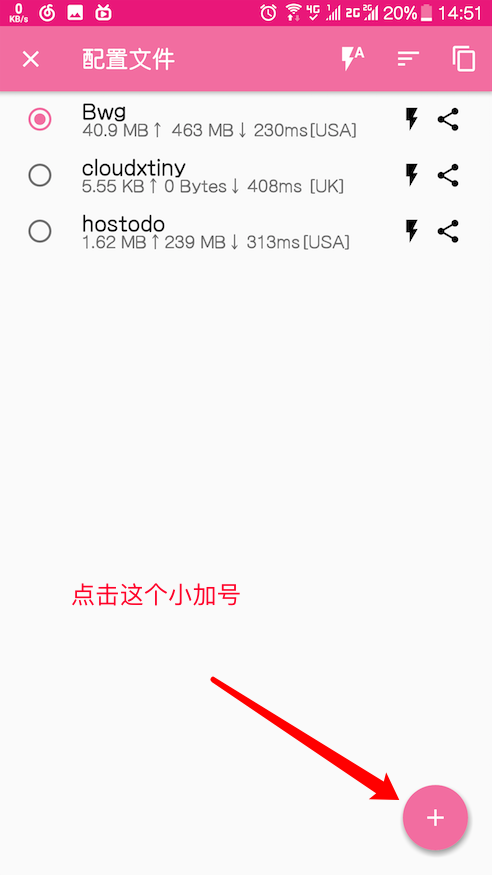 0
KB/s
4G 2G 2G 20% 14:51
配置文件
A
Bwg
40.9 MB↑ 463 MB↓ 230ms[USA]
cloudxtiny
5.55 KB↑0 Bytes↓ 408ms [UK]
hostodo
1.62 MB↑239 MB↓ 313ms[USA]
点击这个小加号